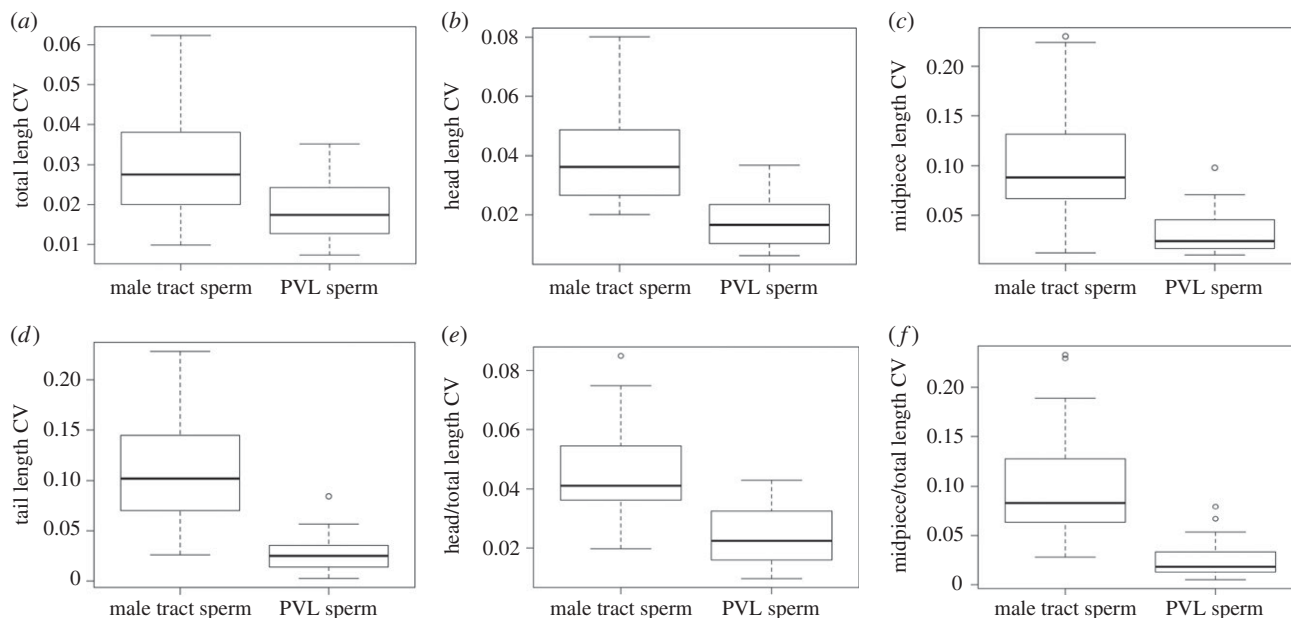 (a)
0.06
0.05
0.04
0.03
0.02
0.01
total lengh CV
male tract sperm PVL sperm
(b)
0.08
0.06
0.04
0.02
head lengh CV
male tract sperm PVL sperm
(c)
0.20
0.15
0.10
0.05
midpiece length CV
male tract sperm PVL sperm
(d)
0.20
0.15
0.10
0.05
0
tail length CV
male tract sperm PVL sperm
(e)
0.08
0.06
0.04
0.02
head/total length CV
male tract sperm PVL sperm
(f)
0.20
0.15
0.10
0.05
0
midpiece/total length CV
male tract sperm PVL sperm